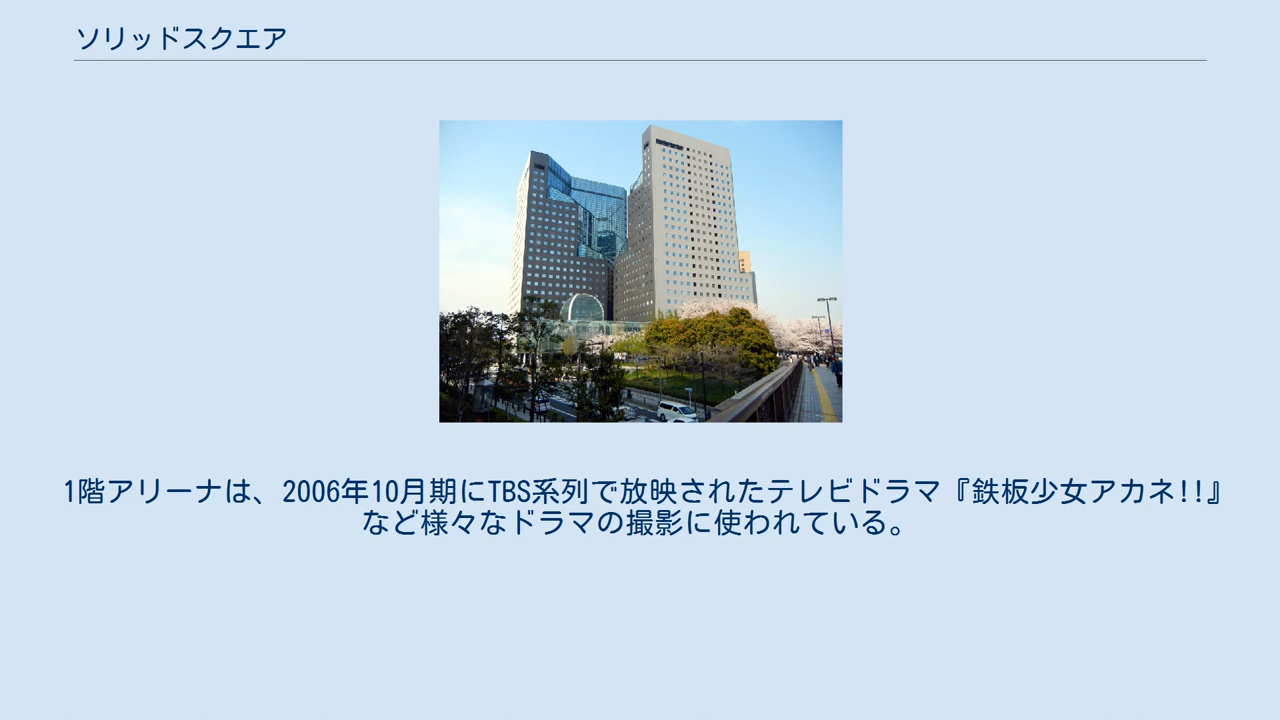 ソリッドスクエア
1階アリーナは、2006年10月期にTBS系列で放映されたテレビドラマ『鉄板少女アカネ!!』
など様々なドラマの撮影に使われている。